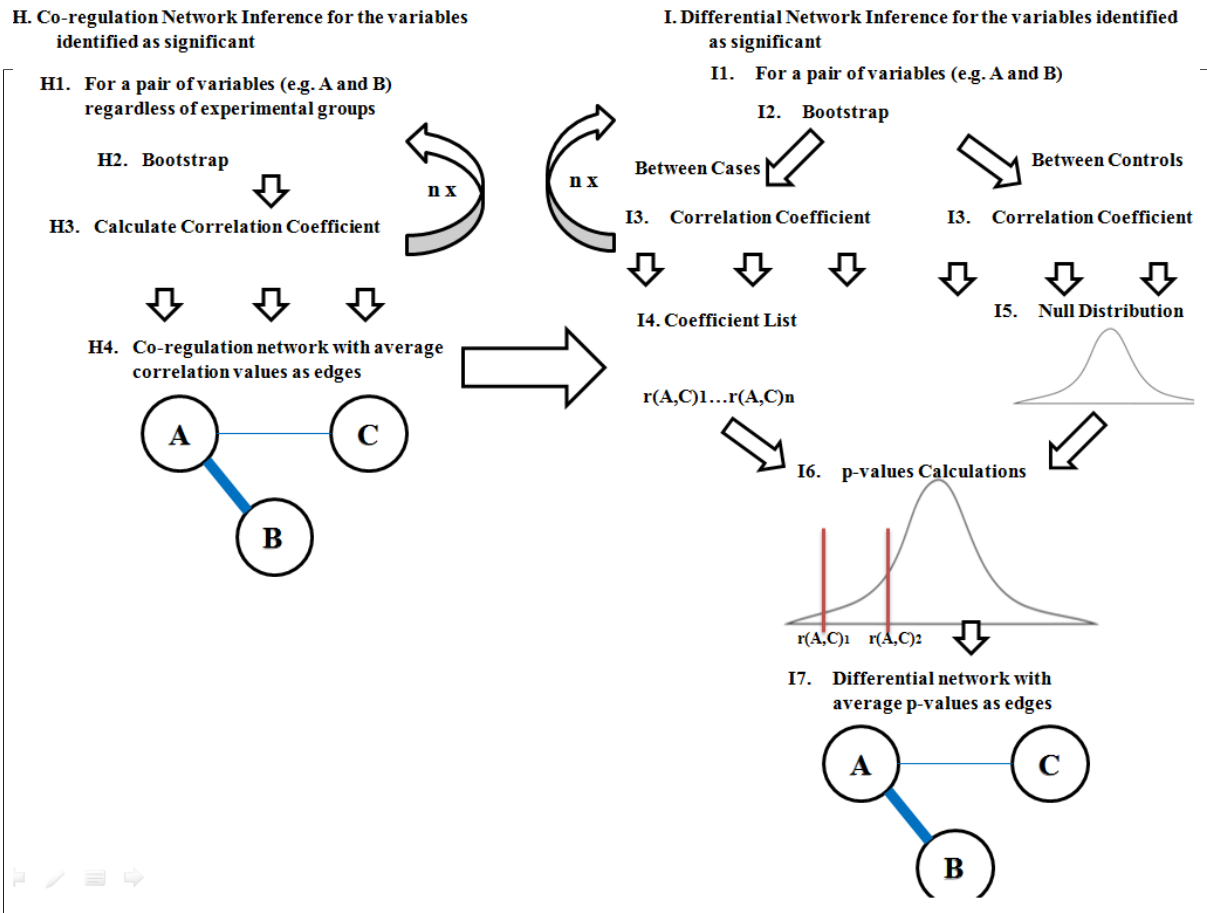 H. Co-regulation Network Inference for the variables
identified as significant
H1. For a pair of variables (e.g. A and B)
regardless of experimental groups
H2. Bootstrap
n x
H3. Calculate Correlation Coefficient
H4. Co-regulation network with average
correlation values as edges
A
C
B
I. Differential Network Inference for the variables identified
as significant
I1. For a pair of variables (e.g. A and B)
I2. Bootstrap
Between Cases
Between Controls
n x
I3. Correlation Coefficient
I3. Correlation Coefficient
I4. Coefficient List
I5. Null Distribution
r(A,C)1...r(A,C)n
I6. p-values Calculations
r(A,C)1 r(A,C)2
I7. Differential network with
average p-values as edges
A
C
B